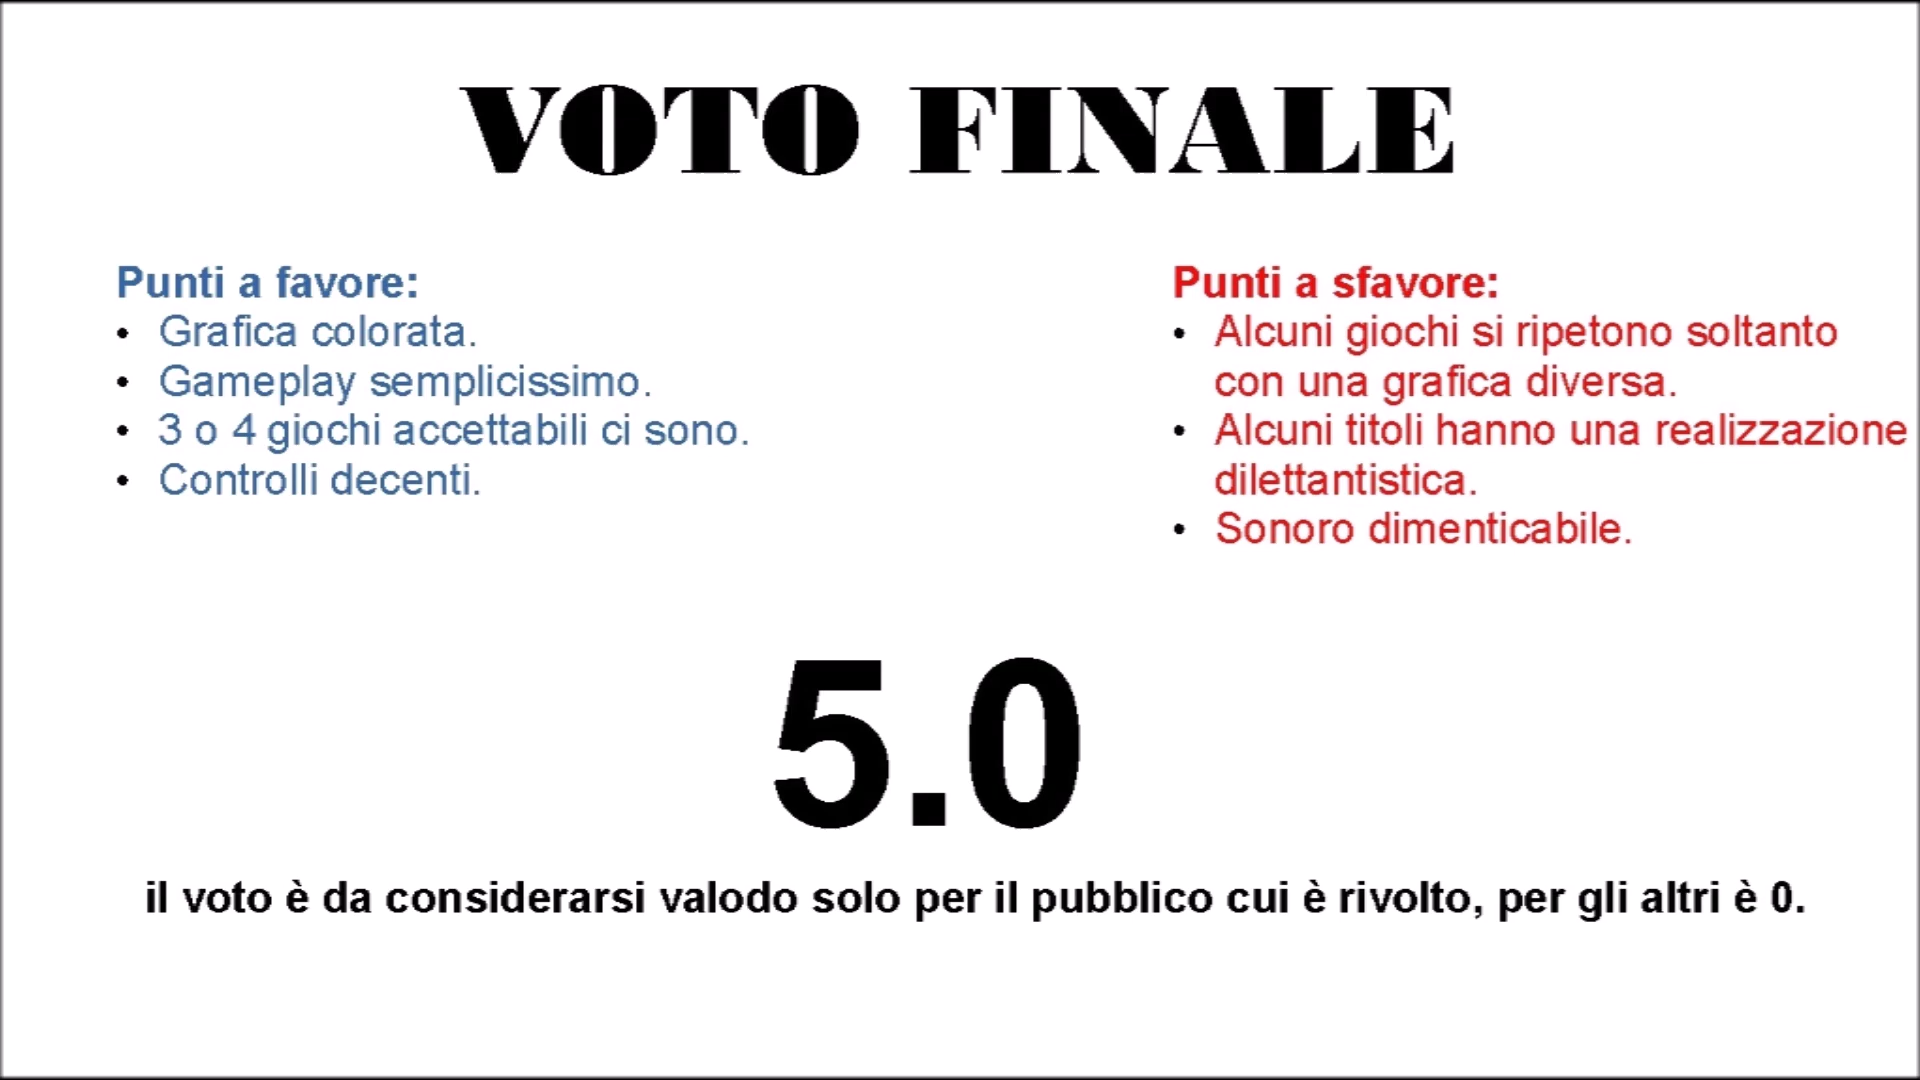 VOTO FINALE
Punti a favore:
• Grafica colorata.
• Gameplay semplicissimo.
• 3 o 4 giochi accettabili ci sono.
• Controlli decenti.
Punti a sfavore:
• Alcuni giochi si ripetono soltanto
con una grafica diversa.
• Alcuni titoli hanno una realizzazione
dilettantistica.
• Sonoro dimenticabile.
5.0
il voto è da considerarsi valodo solo per il pubblico cui è rivolto, per gli altri è 0.